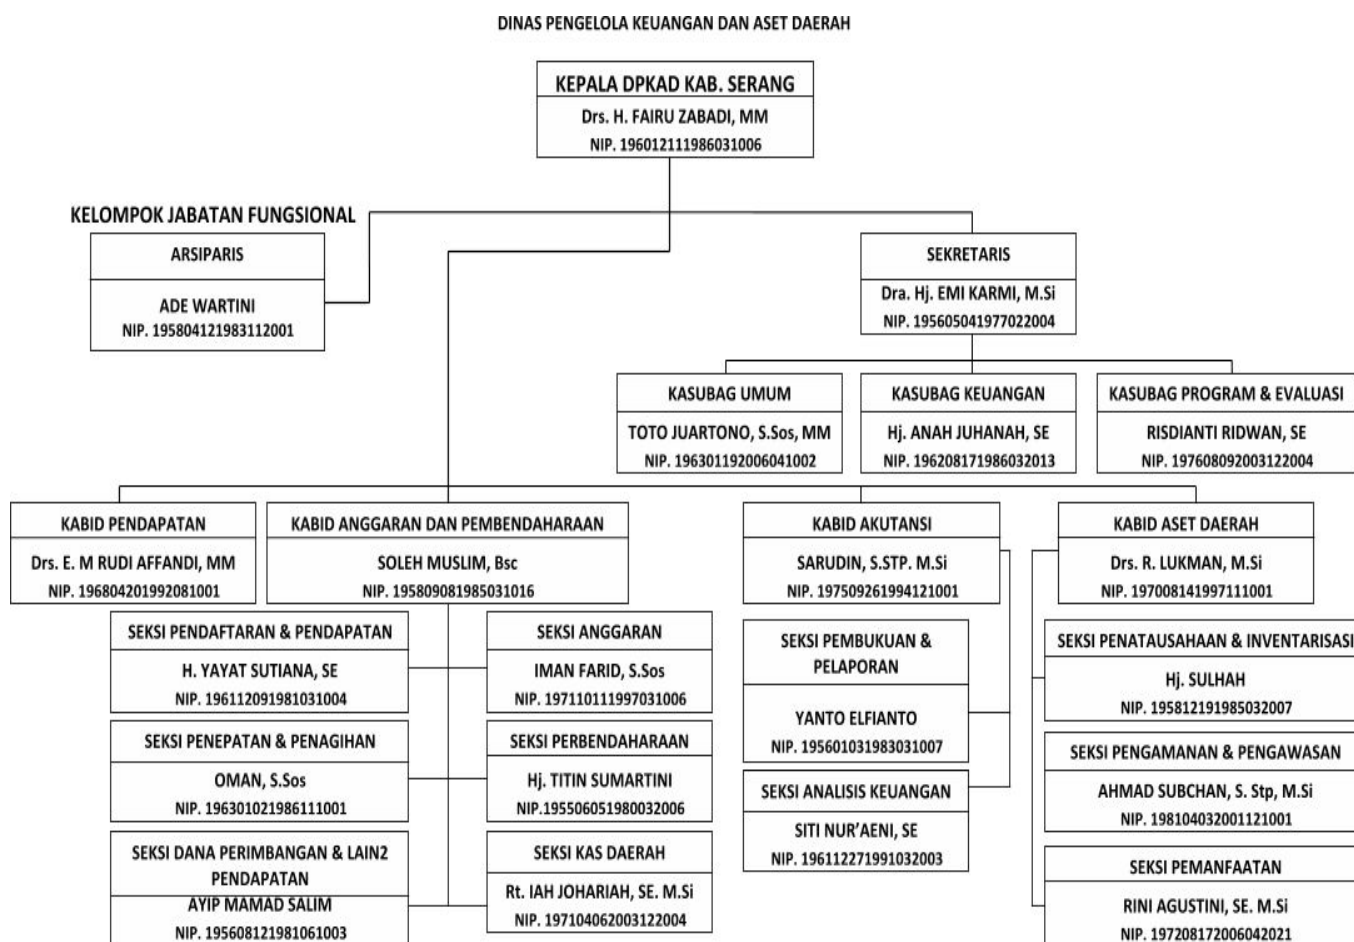 DINAS PENGELOLA KEUANGAN DAN ASET DAERAH
KEPALA DPKAD KAB. SERANG
Drs. H. FAIRU ZABADI, MM
NIP. 196012111986031006
KELOMPOK JABATAN FUNGSIONAL
ARSIPARIS
ADE WARTINI
NIP. 195804121983112001
SEKRETARIS
Dra. Hj. EMI KARMI, M.Si
NIP. 195605041977022004
KASUBAG UMUM
TOTO JUARTONO, S.Sos, MM
NIP. 196301192006041002
KASUBAG KEUANGAN
Hj. ANAH JUHANAH, SE
NIP. 196208171986032013
KASUBAG PROGRAM & EVALUASI
RISDIANTI RIDWAN, SE
NIP. 197608092003122004
KABID PENDAPATAN
Drs. E. M RUDI AFFANDI, MM
NIP. 196804201992081001
KABID ANGGARAN DAN PEMBENDAHARAAN
SOLEH MUSLIM, Bsc
NIP. 195809081985031016
KABID AKUTANSI
SARUDIN, S.STP. M.Si
NIP. 197509261994121001
KABID ASET DAERAH
Drs. R. LUKMAN, M.Si
NIP. 197008141997111001
SEKSI PENDAFTARAN & PENDAPATAN
H. YAYAT SUTIANA, SE
NIP. 196112091981031004
SEKSI PENEPATAN & PENAGIHAN
OMAN, S.Sos
NIP. 196301021986111001
SEKSI DANA PERIMBANGAN & LAIN2
PENDAPATAN
AYIP MAMAD SALIM
NIP. 195608121981061003
SEKSI ANGGARAN
IMAN FARID, S.Sos
NIP. 197110111997031006
SEKSI PERBENDAHARAAN
Hj. TITIN SUMARTINI
NIP.195506051980032006
SEKSI KAS DAERAH
Rt. IAH JOHARIAH, SE. M.Si
NIP. 197104062003122004
SEKSI PEMBUKUAN &
PELAPORAN
YANTO ELFIANTO
NIP. 195601031983031007
SEKSI ANALISIS KEUANGAN
SITI NUR’AENI, SE
NIP. 196112271991032003
SEKSI PENATAUSAHAAN & INVENTARISASI
Hj. SULHAH
NIP. 195812191985032007
SEKSI PENGAMANAN & PENGAWASAN
AHMAD SUBCHAN, S. Stp, M.Si
NIP. 198104032001121001
SEKSI PEMANFAATAN
RINI AGUSTINI, SE. M.Si
NIP. 197208172006042021